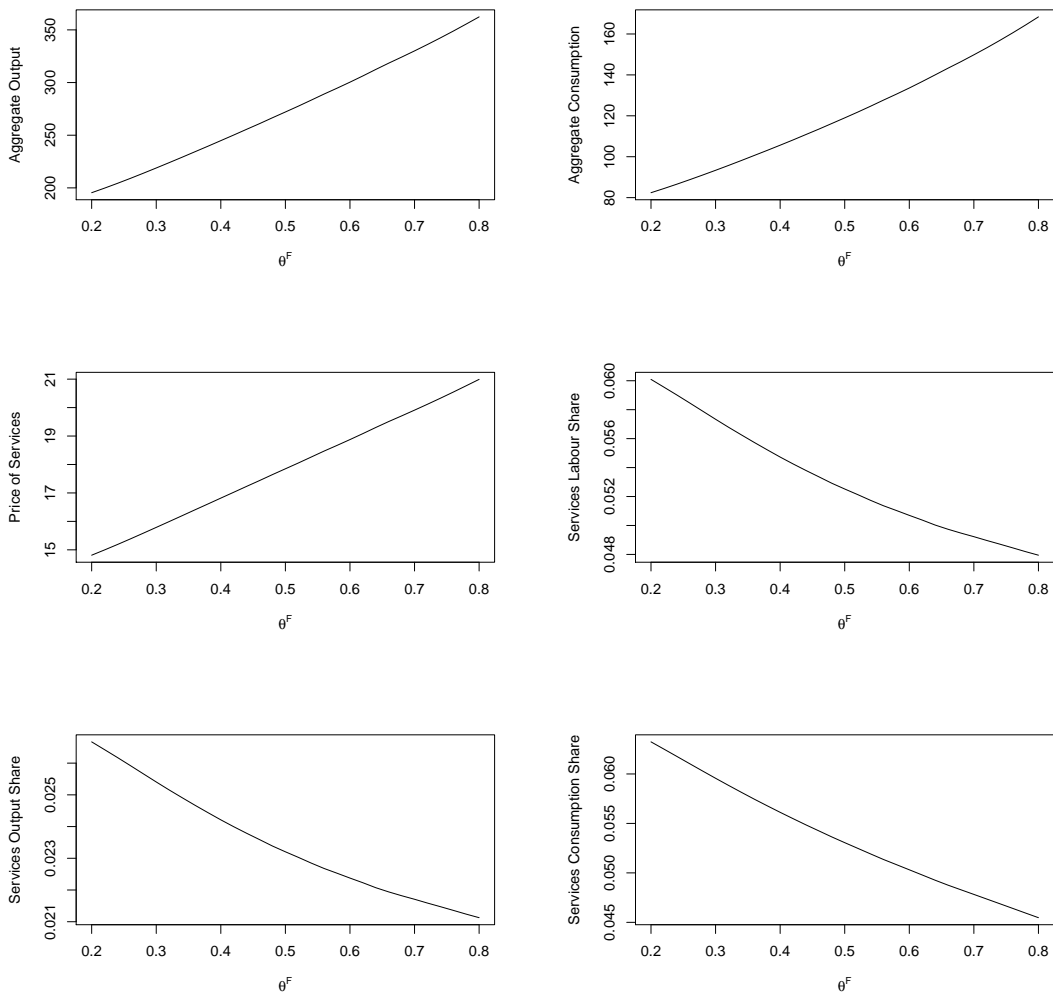 Aggregate Output
200 250 300 350
0.2 0.3 0.4 0.5 0.6 0.7 0.8
θF
Aggregate Consumption
80 100 120 140 160
0.2 0.3 0.4 0.5 0.6 0.7 0.8
θF
Price of Services
15 17 19 21
0.2 0.3 0.4 0.5 0.6 0.7 0.8
θF
Services Labour Share
0.048 0.052 0.056 0.060
0.2 0.3 0.4 0.5 0.6 0.7 0.8
θF
Services Output Share
0.021 0.023 0.025
0.2 0.3 0.4 0.5 0.6 0.7 0.8
θF
Services Consumption Share
0.045 0.050 0.055 0.060
0.2 0.3 0.4 0.5 0.6 0.7 0.8
θF